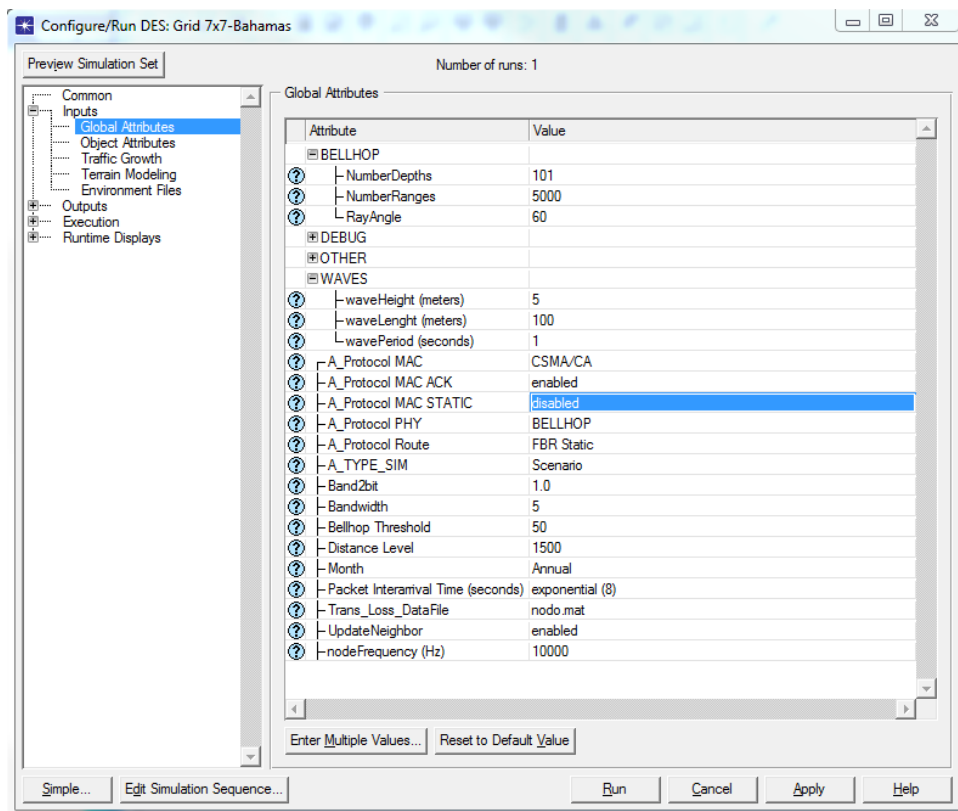 Configure/Run DES: Grid 7x7-Bahamas
Preview Simulation Set
Number of runs: 1
Common
Inputs
Global Attributes
Object Attributes
Traffic Growth
Terrain Modeling
Environment Files
Outputs
Execution
Runtime Displays
Global Attributes
Attribute Value
BELLHOP
NumberDepths 101
NumberRanges 5000
RayAngle 60
DEBUG
OTHER
WAVES
waveHeight (meters) 5
waveLenght (meters) 100
wavePeriod (seconds) 1
A_Protocol MAC CSMA/CA
A_Protocol MAC ACK enabled
A_Protocol MAC STATIC disabled
A_Protocol PHY BELLHOP
A_Protocol Route FBR Static
A_TYPE_SIM Scenario
Band2bit 1.0
Bandwidth 5
Bellhop Threshold 50
Distance Level 1500
Month Annual
Packet Interarrival Time (seconds) exponential (8)
Trans_Loss_DataFile nodo.mat
UpdateNeighbor enabled
nodeFrequency (Hz) 10000
Enter Multiple Values... Reset to Default Value
Simple... Edit Simulation Sequence... Run Cancel Apply Help